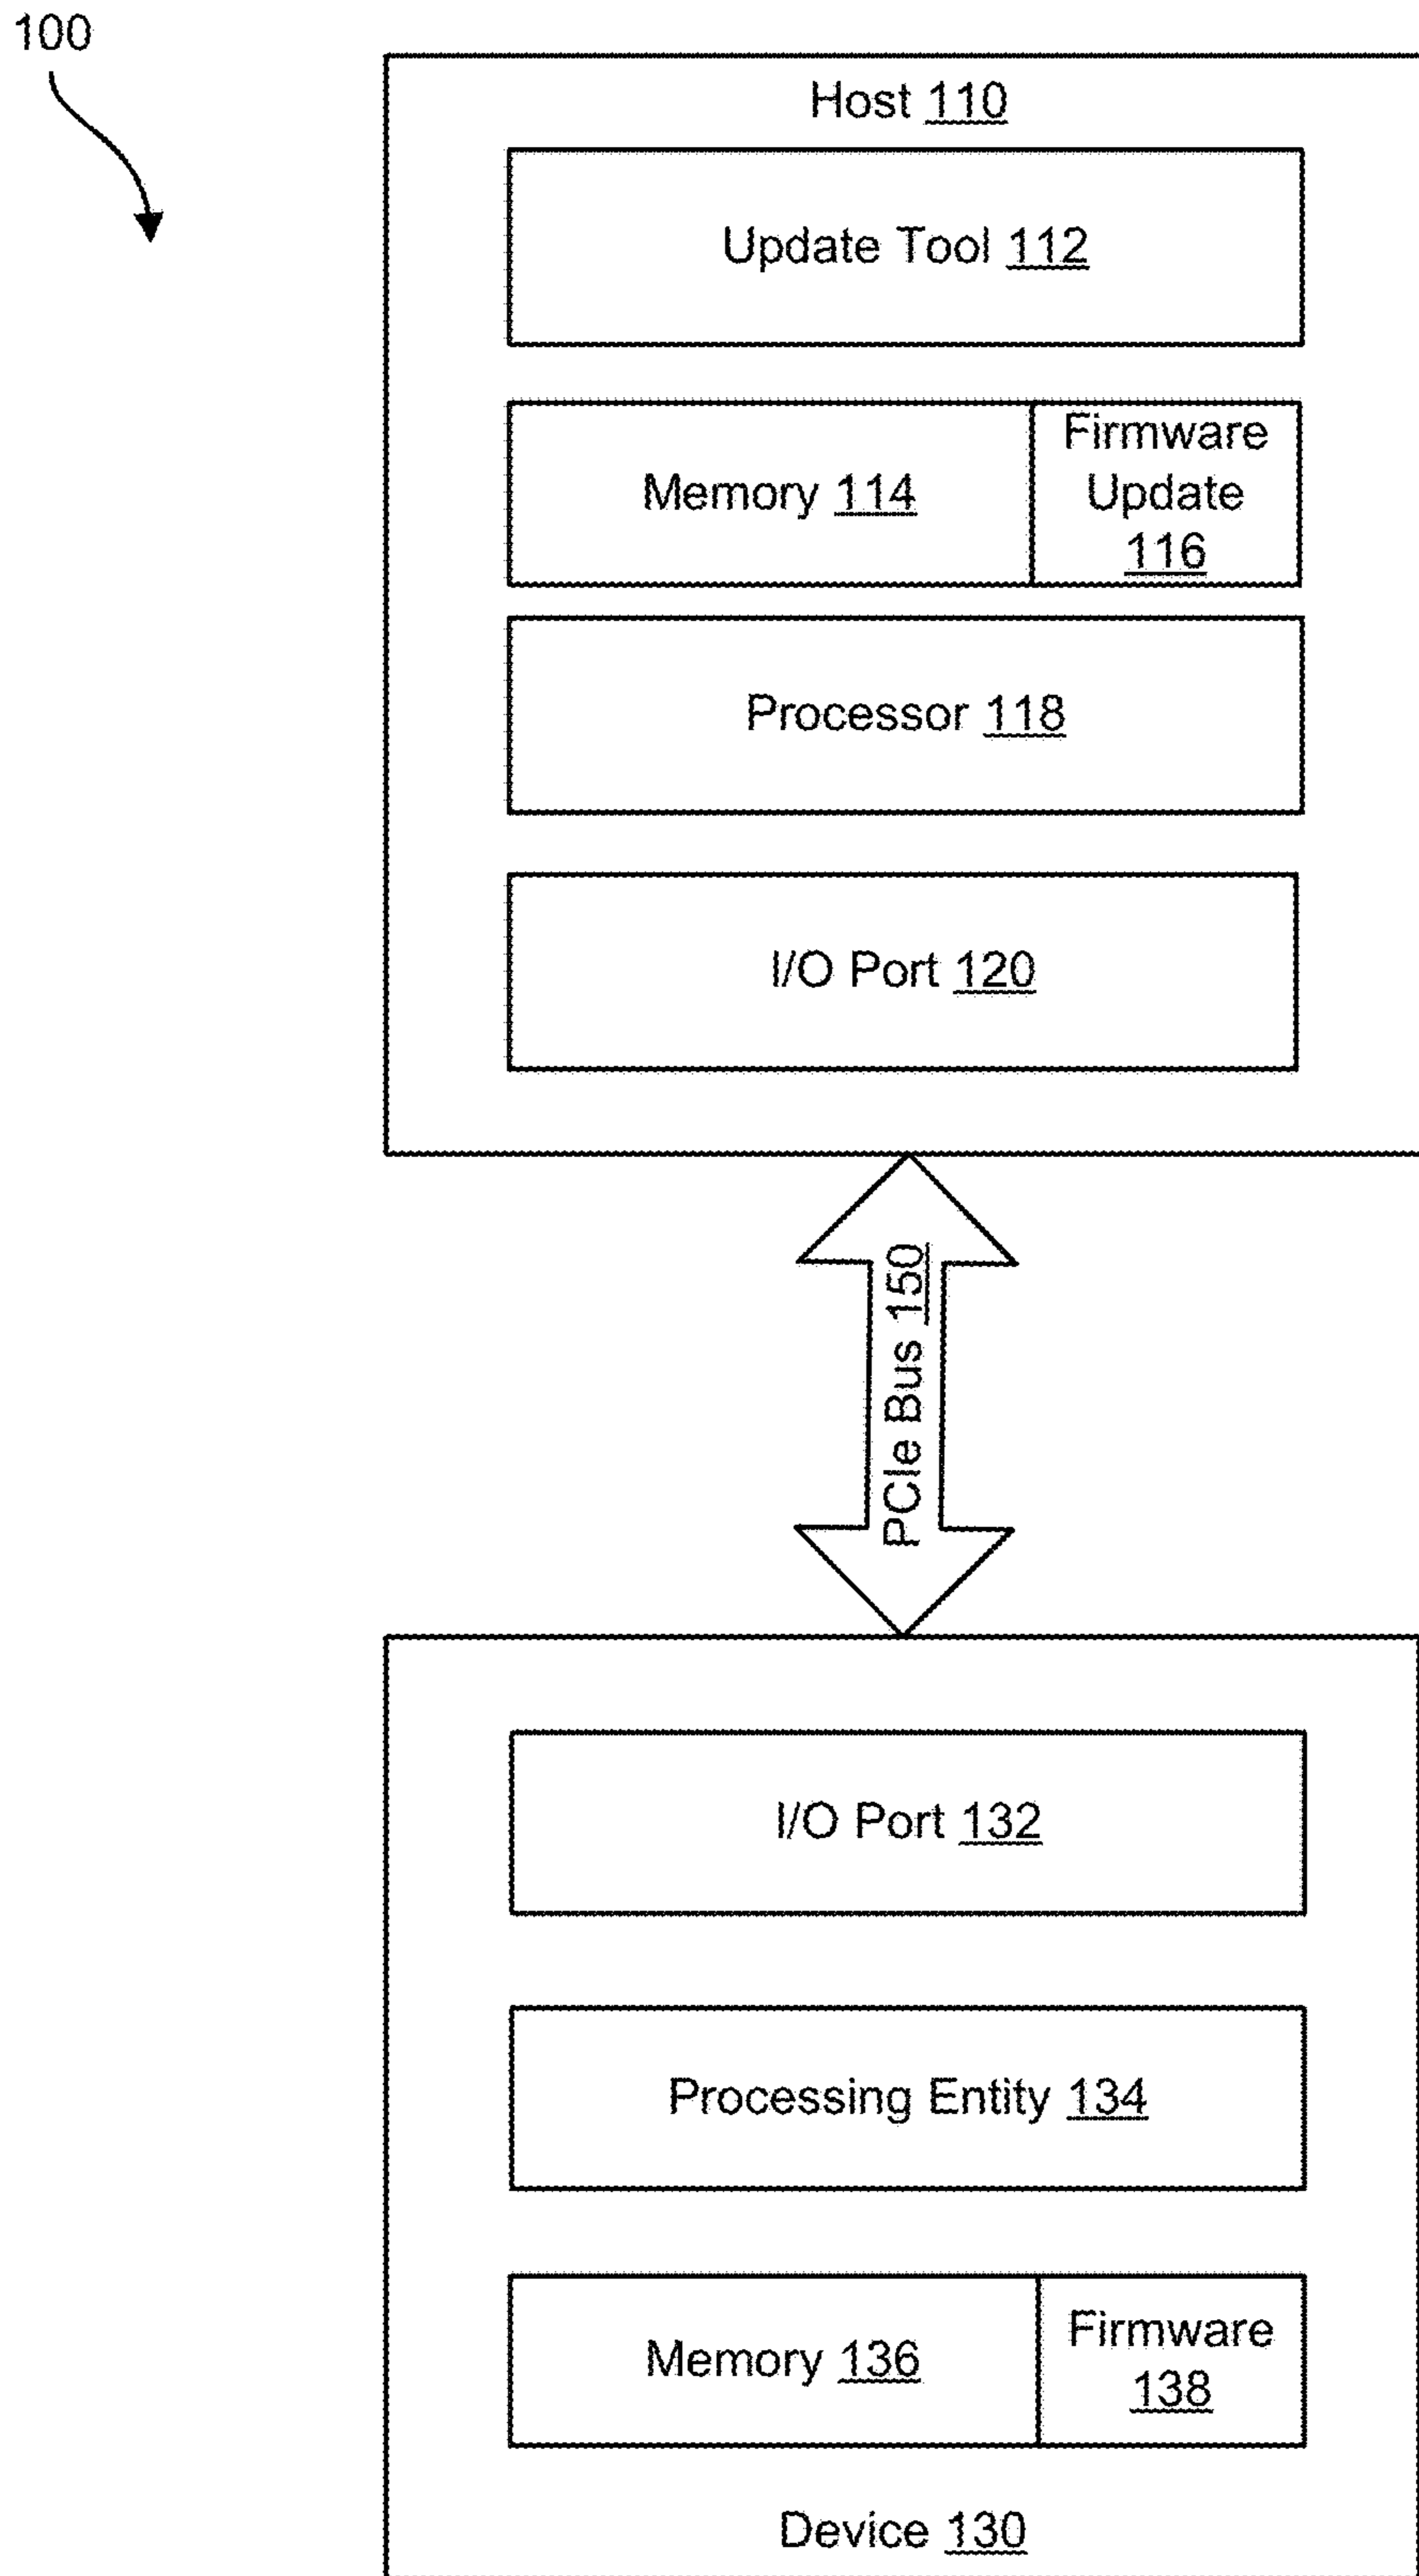 100
Host 110
Update Tool 112
Memory 114
Firmware
Update
116
Processor 118
I/O Port 120
PCIe Bus 150
I/O Port 132
Processing Entity 134
Memory 136
Firmware
138
Device 130